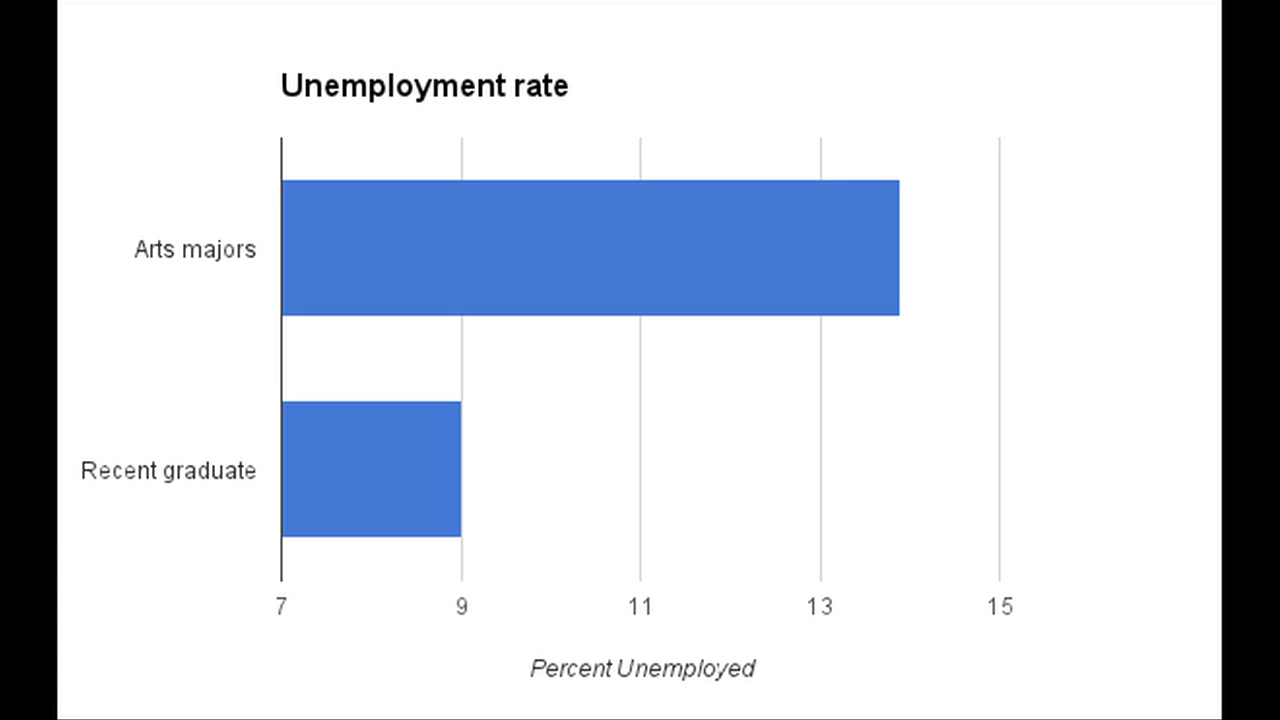 Unemployment rate
Arts majors
Recent graduate
7 9 11 13 15
Percent Unemployed